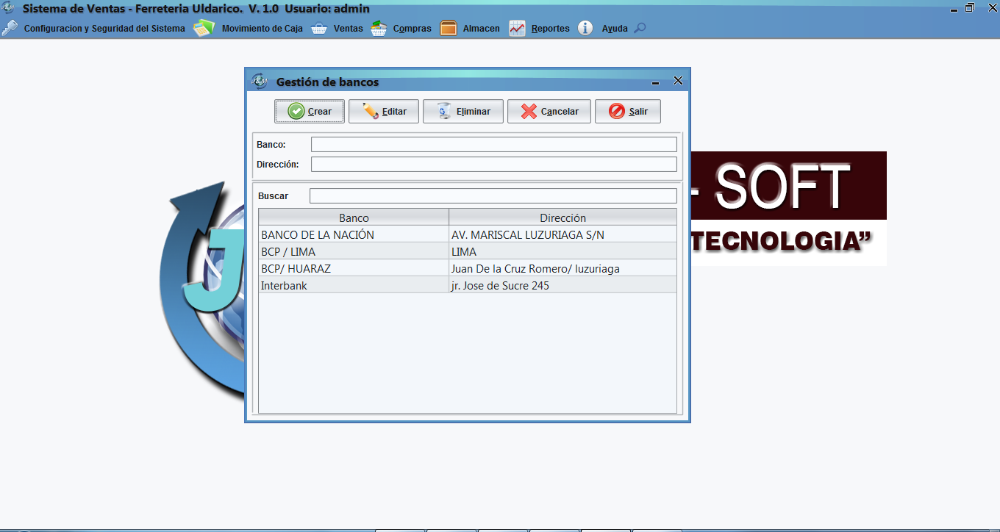 Sistema de Ventas - Ferreteria Uldarico. V. 1.0 Usuario: admin
Configuracion y Seguridad del Sistema Movimiento de Caja Ventas Compras Almacen Reportes Ayuda
Gestión de bancos
Crear Editar Eliminar Cancelar Salir
Banco:
Dirección:
Buscar
Banco Dirección
BANCO DE LA NACIÓN AV. MARISCAL LUZURIAGA S/N
BCP / LIMA LIMA
BCP/ HUARAZ Juan De la Cruz Romero/ luzuriaga
Interbank jr. Jose de Sucre 245
J
- SOFT
TECNOLOGIA”